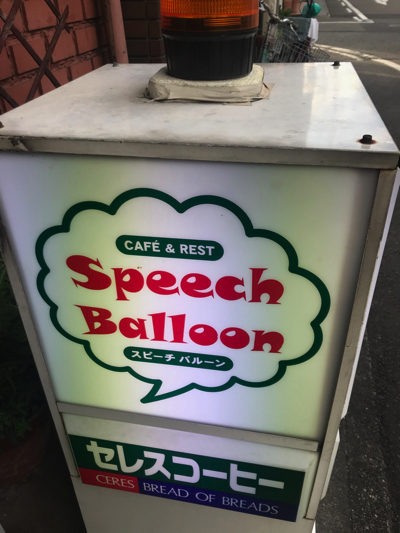 CAFÉ & REST
Speech
Balloon
スピーチ バルーン
セレスコーヒー
CERES BREAD OF BREADS